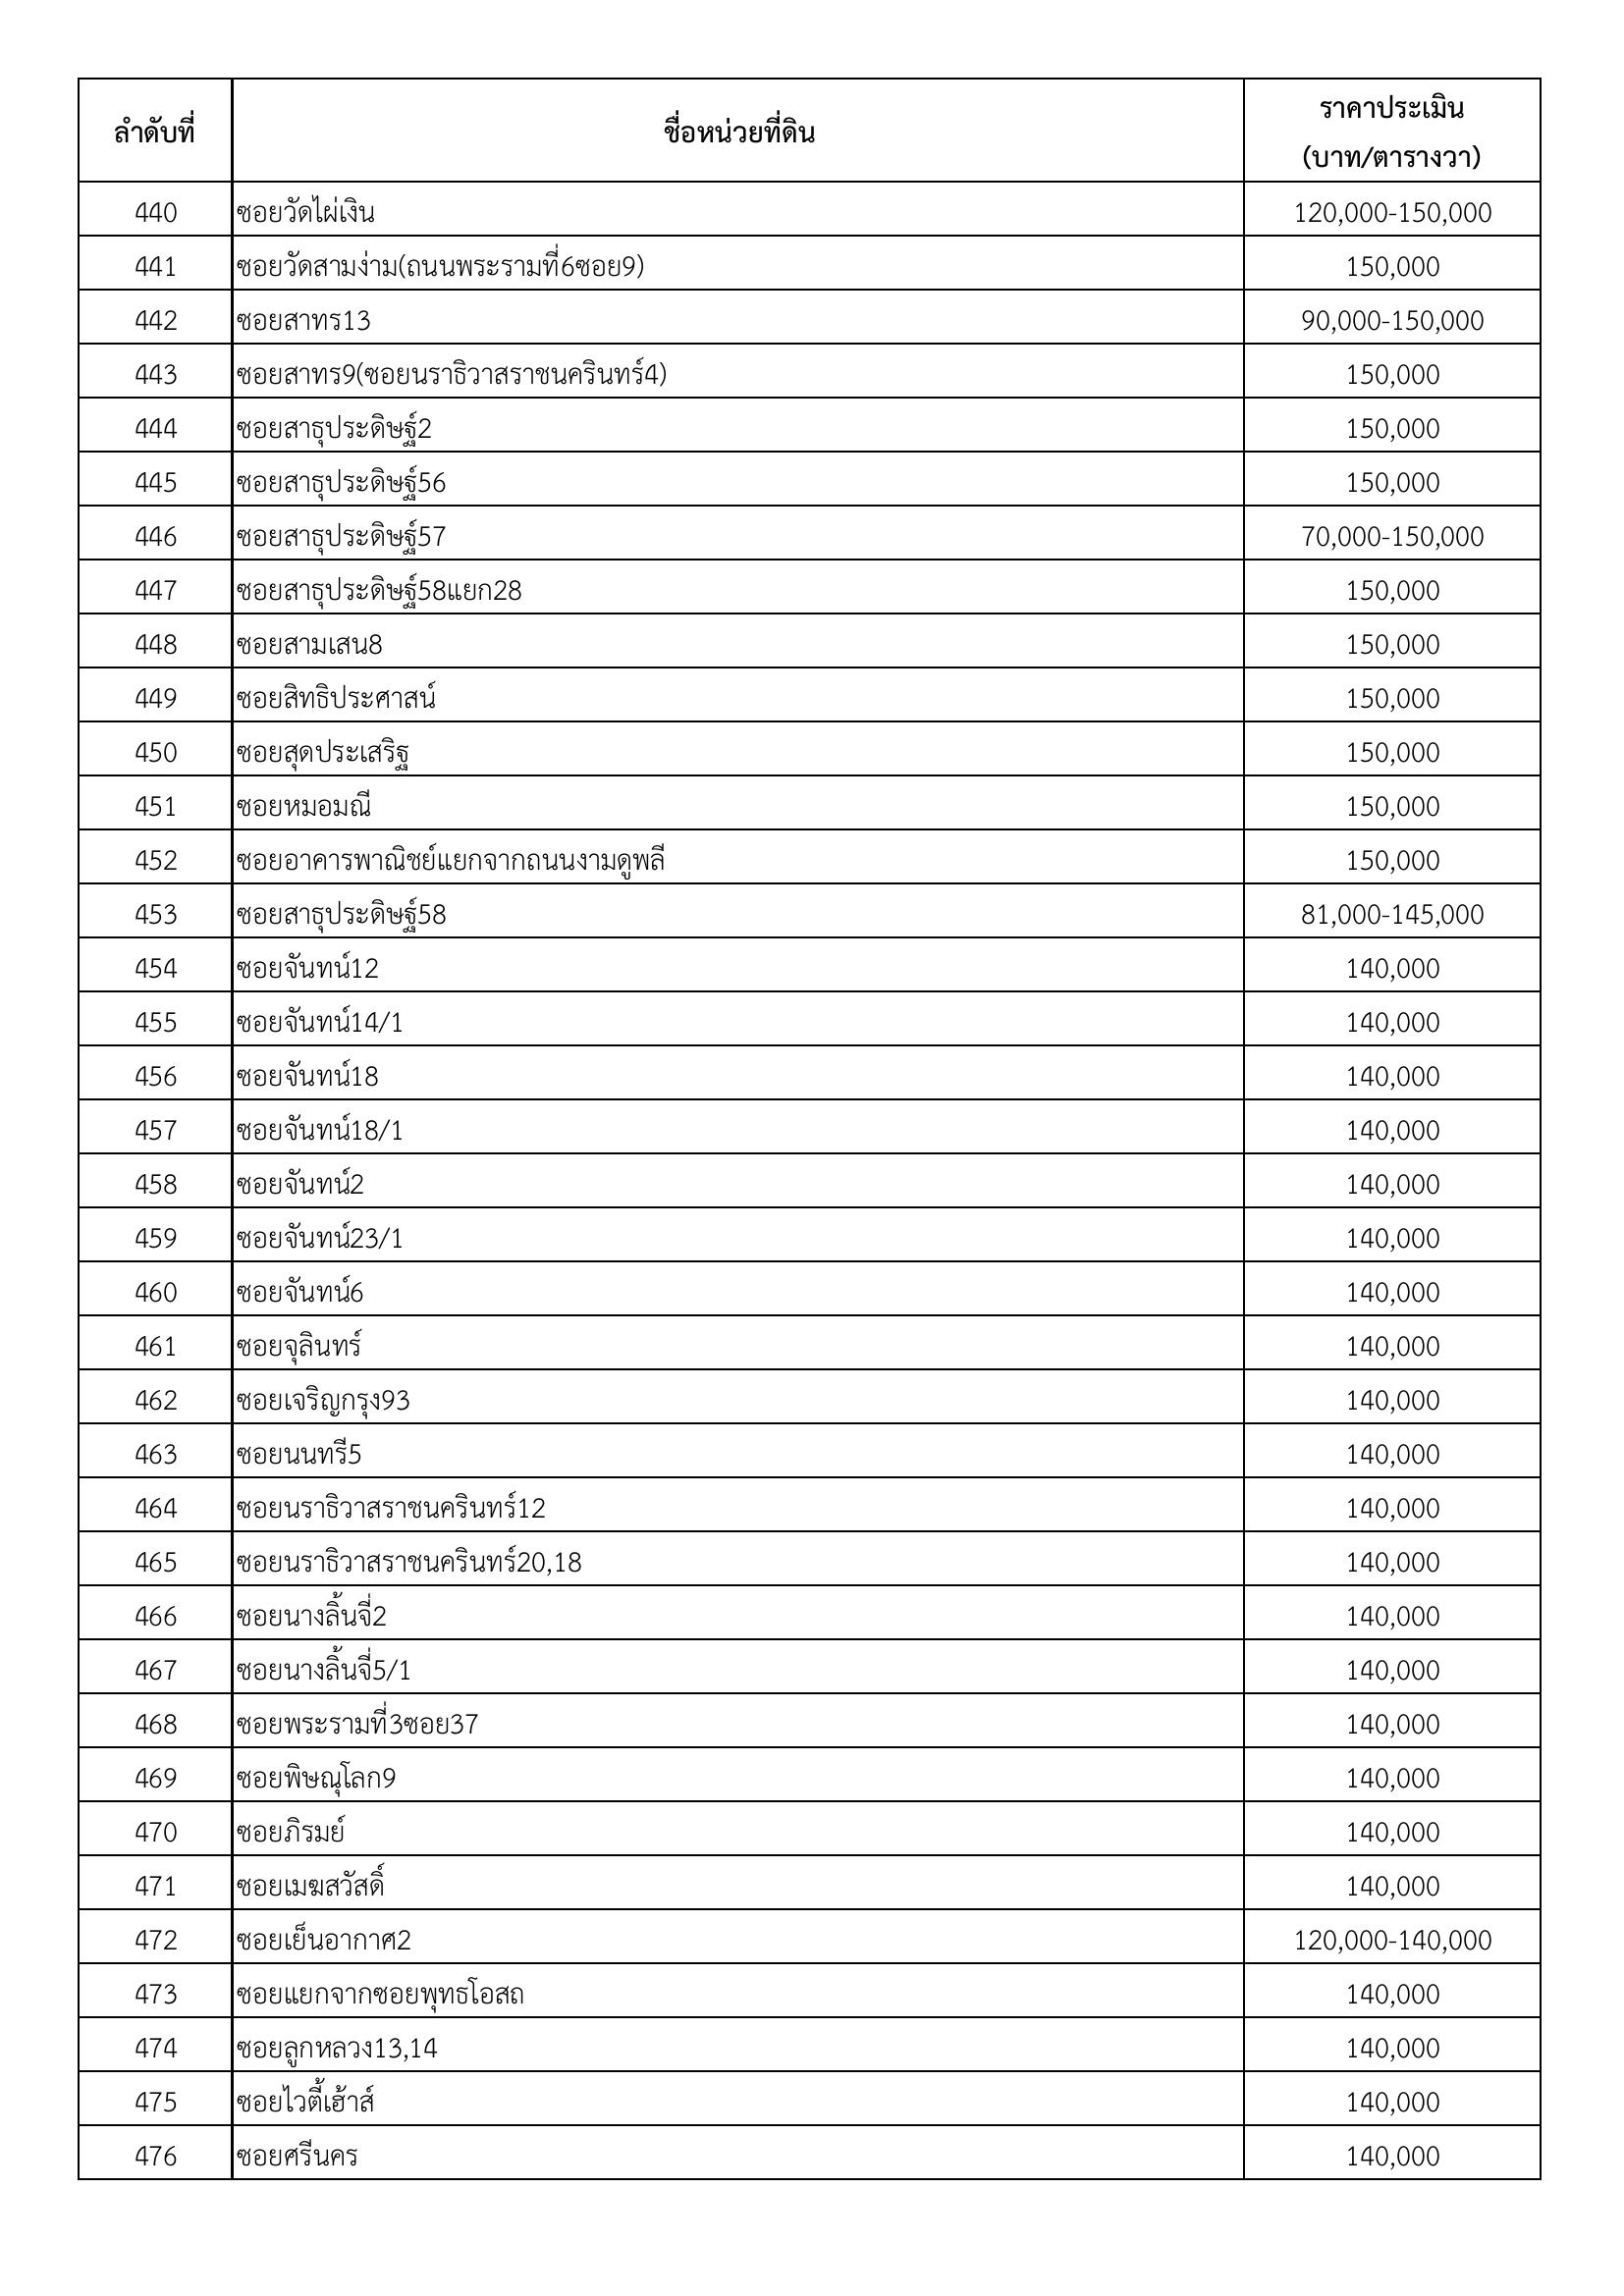 ลำดับที่ ชื่อหน่วยที่ดิน ราคาประเมิน
(บาท/ตารางวา)
440 ซอยวัดไผ่เงิน 120,000-150,000
441 ซอยวัดสามง่าม(ถนนพระรามที่6ซอย9) 150,000
442 ซอยสาทร13 90,000-150,000
443 ซอยสาทร9(ซอยนราธิวาสราชนครินทร์4) 150,000
444 ซอยสาธุประดิษฐ์2 150,000
445 ซอยสาธุประดิษฐ์56 150,000
446 ซอยสาธุประดิษฐ์57 70,000-150,000
447 ซอยสาธุประดิษฐ์58แยก28 150,000
448 ซอยสามเสน8 150,000
449 ซอยสิทธิประศาสน์ 150,000
450 ซอยสุดประเสริฐ 150,000
451 ซอยหมอมณี 150,000
452 ซอยอาคารพาณิชย์แยกจากถนนงามดูพลี 150,000
453 ซอยสาธุประดิษฐ์58 81,000-145,000
454 ซอยจันทน์12 140,000
455 ซอยจันทน์14/1 140,000
456 ซอยจันทน์18 140,000
457 ซอยจันทน์18/1 140,000
458 ซอยจันทน์2 140,000
459 ซอยจันทน์23/1 140,000
460 ซอยจันทน์6 140,000
461 ซอยจุลินทร์ 140,000
462 ซอยเจริญกรุง93 140,000
463 ซอยนนทรี5 140,000
464 ซอยนราธิวาสราชนครินทร์12 140,000
465 ซอยนราธิวาสราชนครินทร์20,18 140,000
466 ซอยนางลิ้นจี่2 140,000
467 ซอยนางลิ้นจี่5/1 140,000
468 ซอยพระรามที่3ซอย37 140,000
469 ซอยพิษณุโลก9 140,000
470 ซอยภิรมย์ 140,000
471 ซอยเมฆสวัสดิ์ 140,000
472 ซอยเย็นอากาศ2 120,000-140,000
473 ซอยแยกจากซอยพุทธโอสถ 140,000
474 ซอยลูกหลวง13,14 140,000
475 ซอยไวตี้เฮ้าส์ 140,000
476 ซอยศรีนคร 140,000